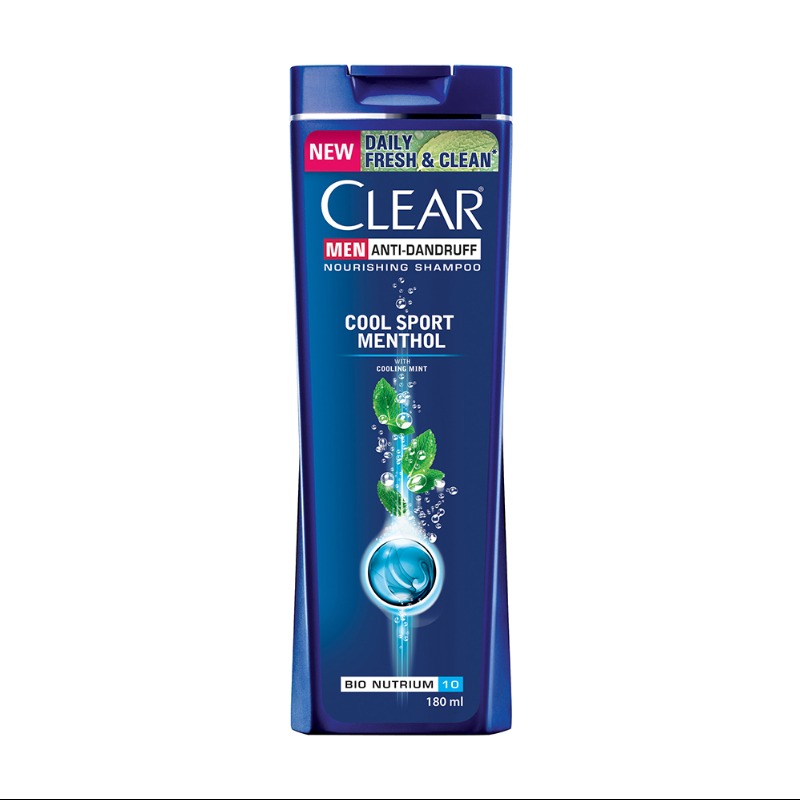 NEW
DAILY
FRESH & CLEAN*
CLEAR®
MEN ANTI-DANDRUFF
NOURISHING SHAMPOO
COOL SPORT
MENTHOL
WITH
COOLING MINT
BIO NUTRIUM 10
180 ml